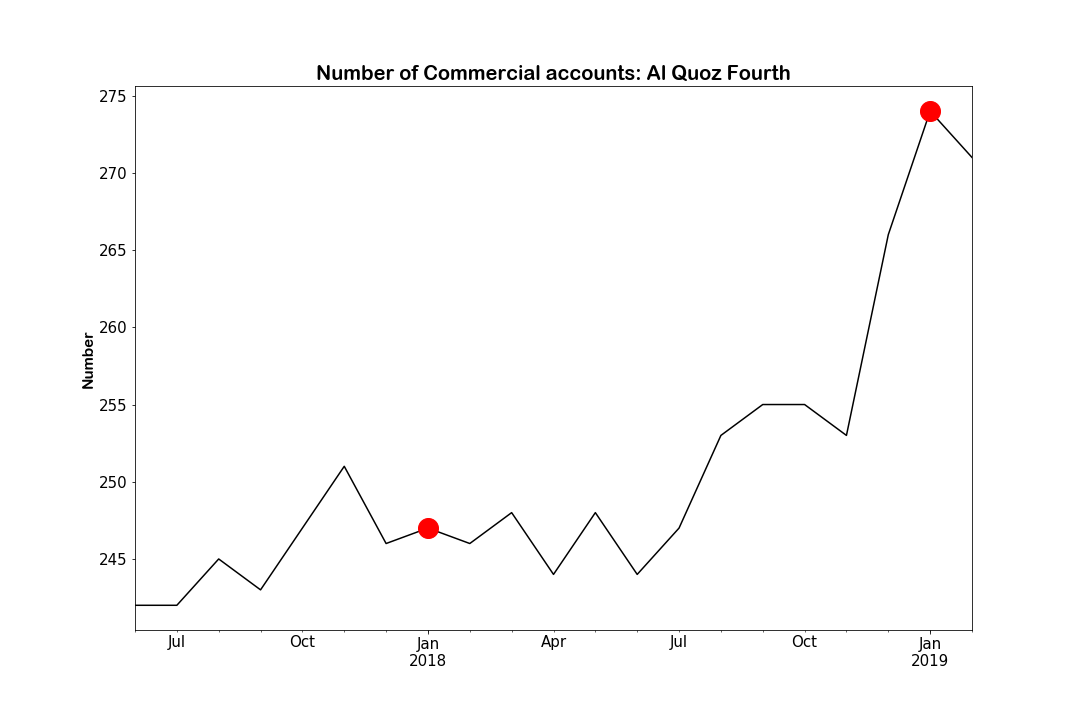 Number of Commercial accounts: Al Quoz Fourth
275
270
265
260
255
250
245
Number
Jul
Oct
Jan
2018
Apr
Jul
Oct
Jan
2019